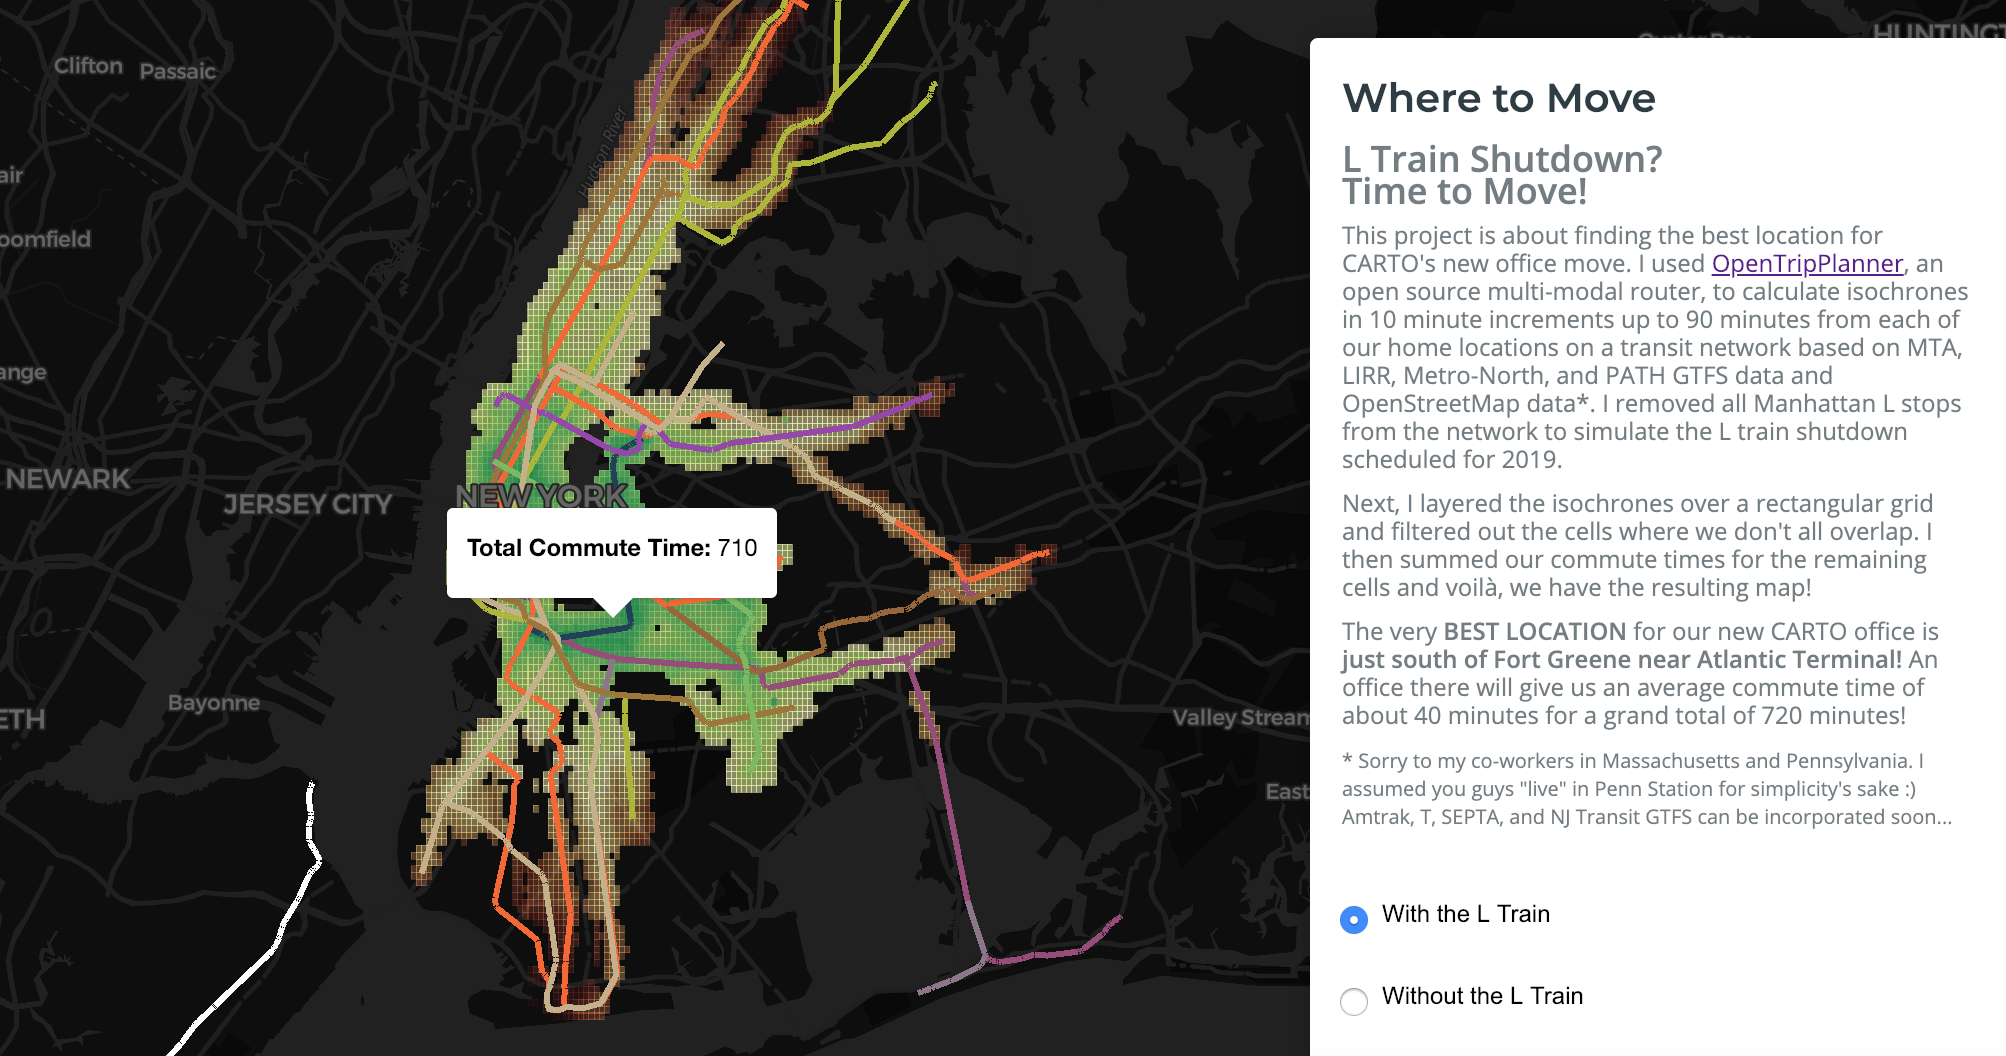 Clifton
Passaic
air
oomfield
ange
NEWARK
JERSEY CITY
Hudson River
NEW YORK
Total Commute Time: 710
Bayonne
ETH
Valley Stream
East
HUNTINGT
Where to Move
L Train Shutdown?
Time to Move!
This project is about finding the best location for
CARTO's new office move. I used OpenTripPlanner, an
open source multi-modal router, to calculate isochrones
in 10 minute increments up to 90 minutes from each of
our home locations on a transit network based on MTA,
LIRR, Metro-North, and PATH GTFS data and
OpenStreetMap data*. I removed all Manhattan L stops
from the network to simulate the L train shutdown
scheduled for 2019.
Next, I layered the isochrones over a rectangular grid
and filtered out the cells where we don't all overlap. I
then summed our commute times for the remaining
cells and voilà, we have the resulting map!
The very BEST LOCATION for our new CARTO office is
just south of Fort Greene near Atlantic Terminal! An
office there will give us an average commute time of
about 40 minutes for a grand total of 720 minutes!
* Sorry to my co-workers in Massachusetts and Pennsylvania. I
assumed you guys "live" in Penn Station for simplicity's sake :)
Amtrak, T, SEPTA, and NJ Transit GTFS can be incorporated soon...
With the L Train
Without the L Train